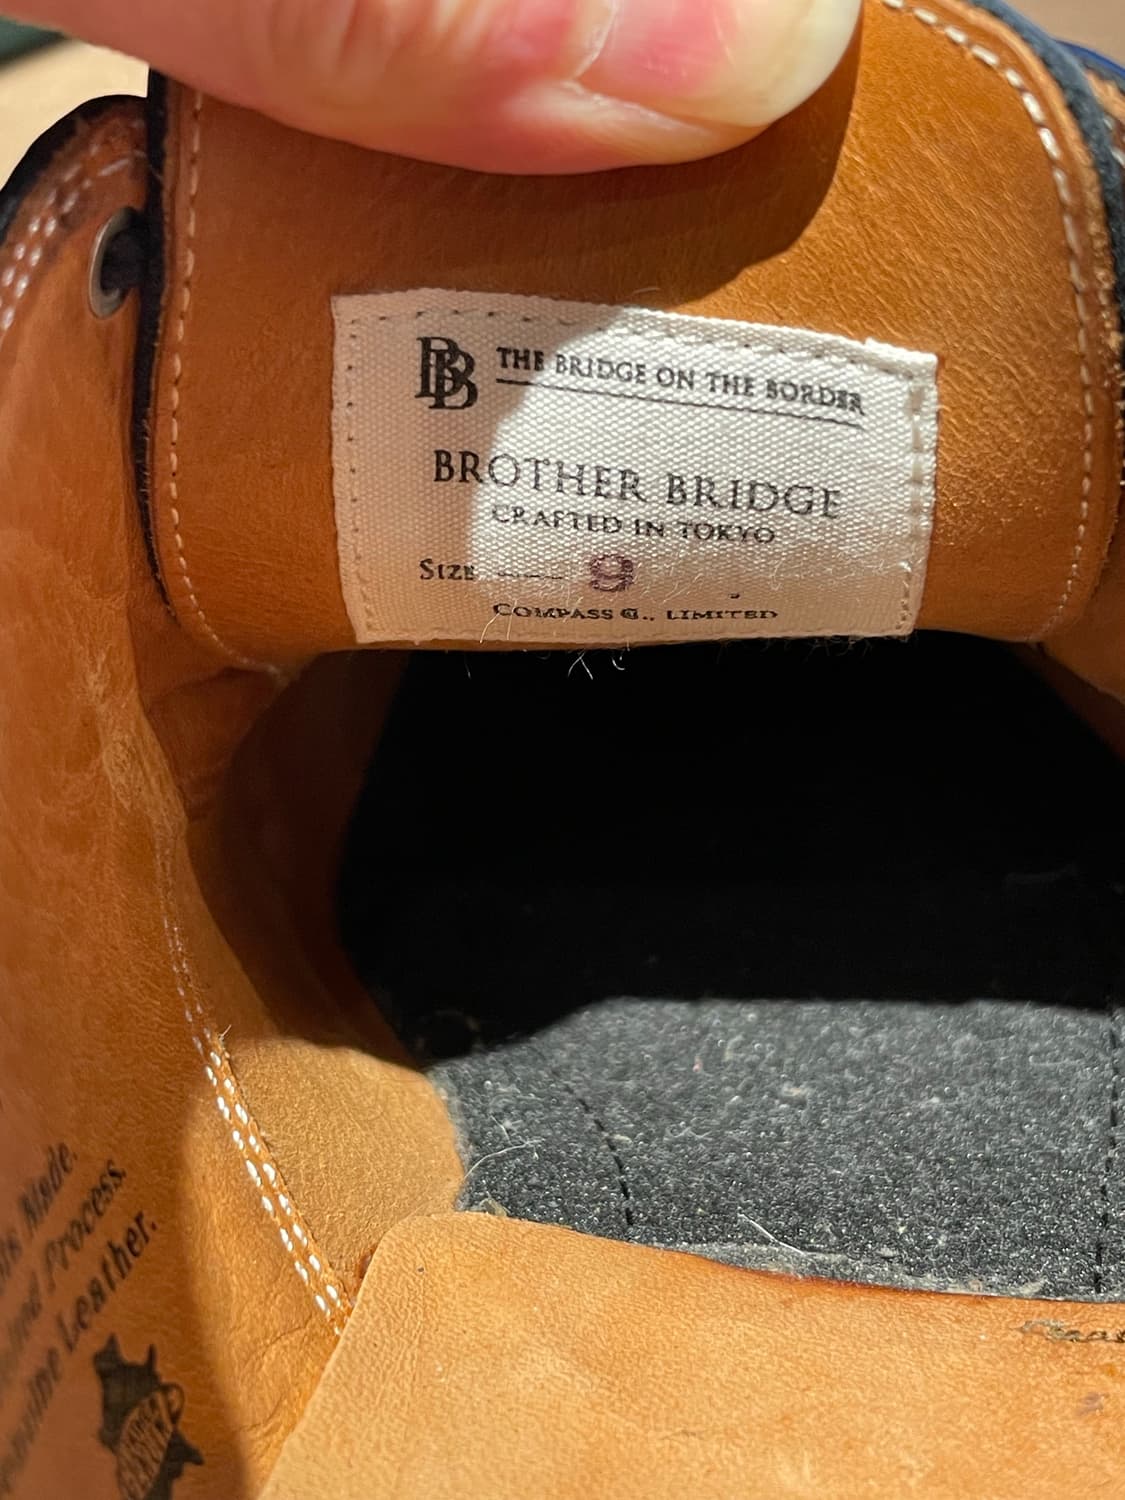 BB THE BRIDGE ON THE BORDER
BROTHER BRIDGE
CRAFTED IN TOKYO
SIZE 9
COMPASS Co., LIMITED
Made.
Process.
Genuine Leather.